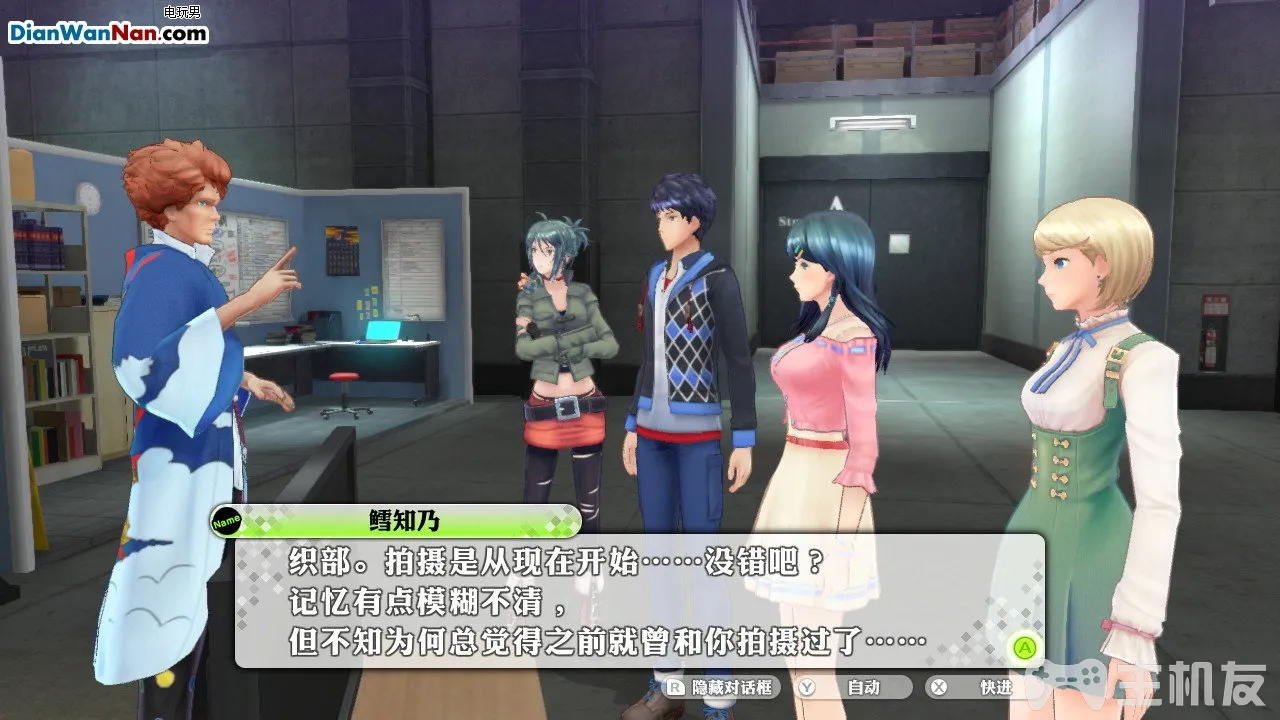 电玩男
DianWanNan.com
A
Name
鳕知乃
织部。拍摄是从现在开始……没错吧？
记忆有点模糊不清，
但不知为何总觉得之前就曾和你拍摄过了……
A
R 隐藏对话框 Y 自动 X 快进
主机友